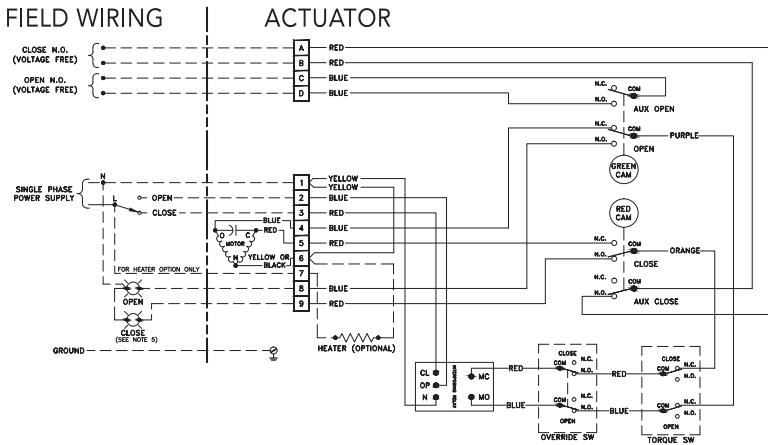 FIELD WIRING
ACTUATOR
CLOSE N.O.
(VOLTAGE FREE)
OPEN N.O.
(VOLTAGE FREE)
A RED
B RED
C BLUE
D BLUE
N.C.
COM
N.O.
AUX OPEN
N.C.
COM
PURPLE
N.O.
OPEN
GREEN
CAM
SINGLE PHASE
POWER SUPPLY
N
L
OPEN
CLOSE
1 YELLOW
YELLOW
2 BLUE
3 RED
BLUE 4 BLUE
RED 5 RED
O C
MOTOR
N
YELLOW OR
BLACK
6
7
8 BLUE
9 RED
RED
CAM
N.C.
COM
ORANGE
N.O.
CLOSE
N.C.
COM
N.O.
AUX CLOSE
FOR HEATER OPTION ONLY
OPEN
CLOSE
(SEE NOTE 5)
GROUND
HEATER (OPTIONAL)
CL
OP
N
INTERPOSING RELAY
MC
MO
RED
BLUE
CLOSE
N.C.
COM
N.O.
COM
N.C.
N.O.
OPEN
OVERRIDE SW
RED
BLUE
CLOSE
N.C.
COM
N.O.
COM
N.C.
N.O.
OPEN
TORQUE SW